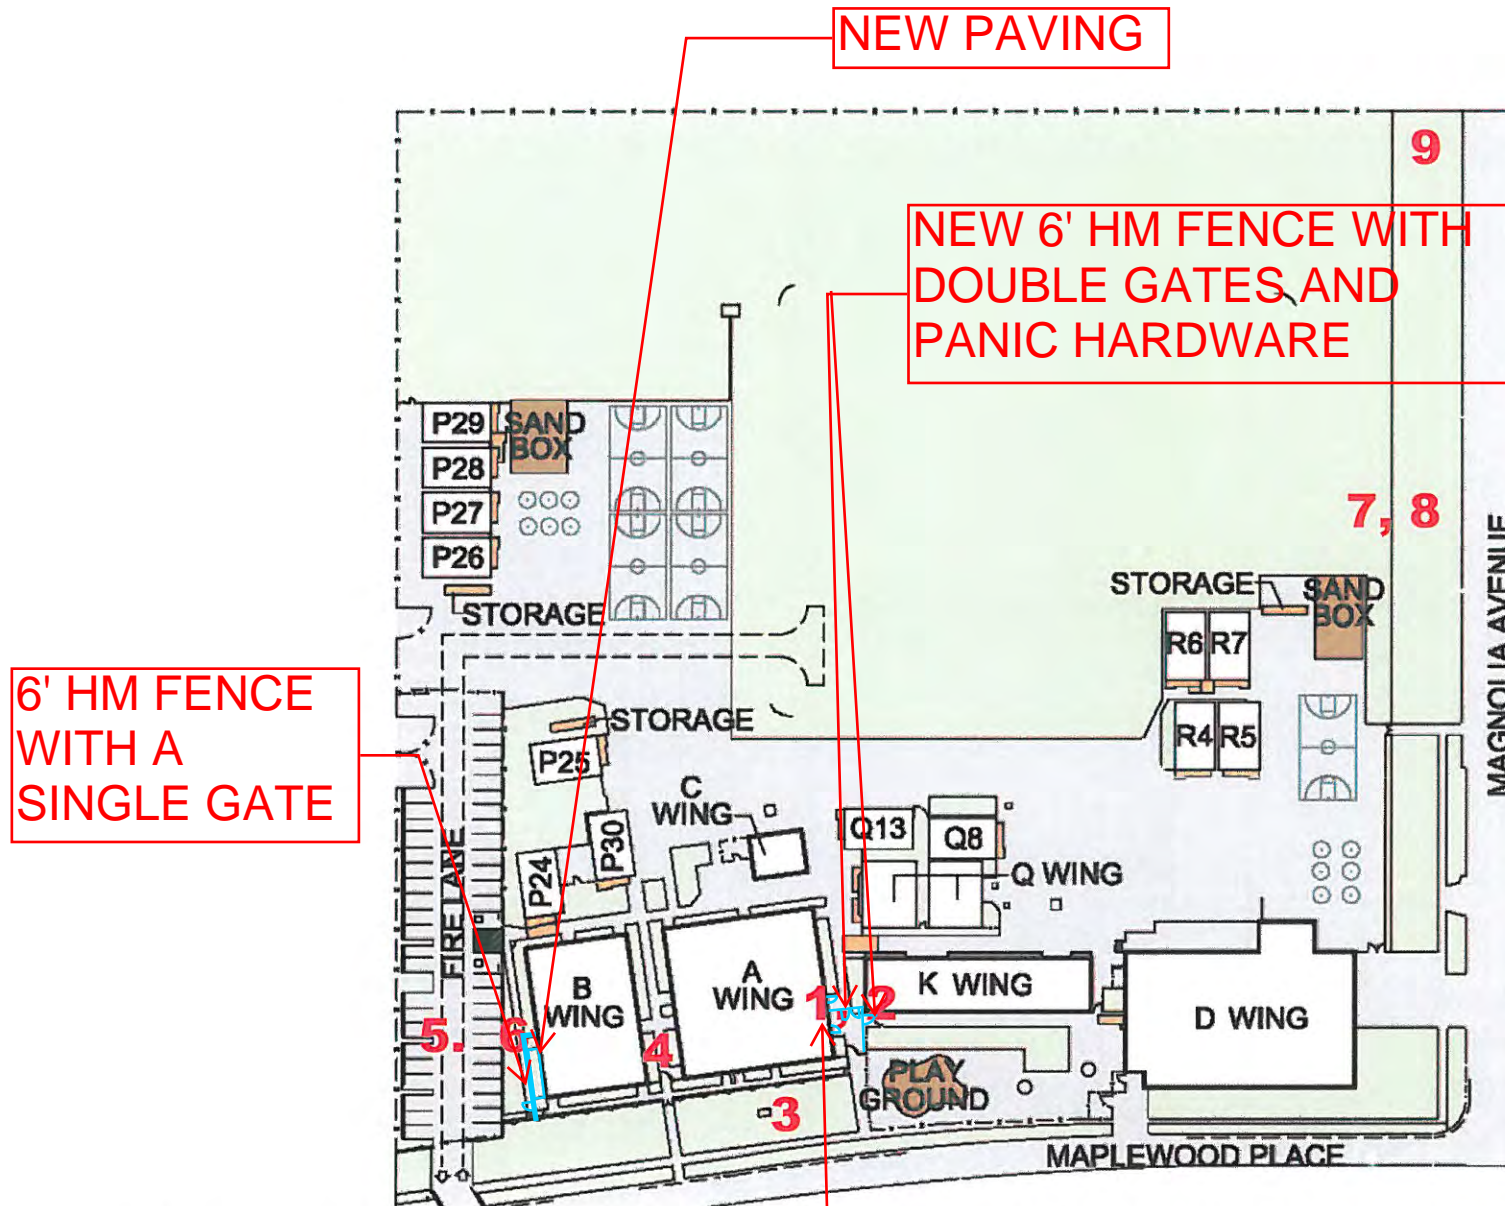 NEW PAVING
9
NEW 6' HM FENCE WITH
DOUBLE GATES AND
PANIC HARDWARE
P29
SAND
BOX
P28
P27
P26
STORAGE
7, 8
MAGNOLIA AVENUE
STORAGE
SAND
BOX
R6 R7
R4 R5
6' HM FENCE
WITH A
SINGLE GATE
STORAGE
P25
C
WING
P30
P24
Q13
Q8
Q WING
FIRE LANE
B
WING
A
WING
1, 2
K WING
D WING
5. 6
4
3
PLAY
GROUND
MAPLEWOOD PLACE